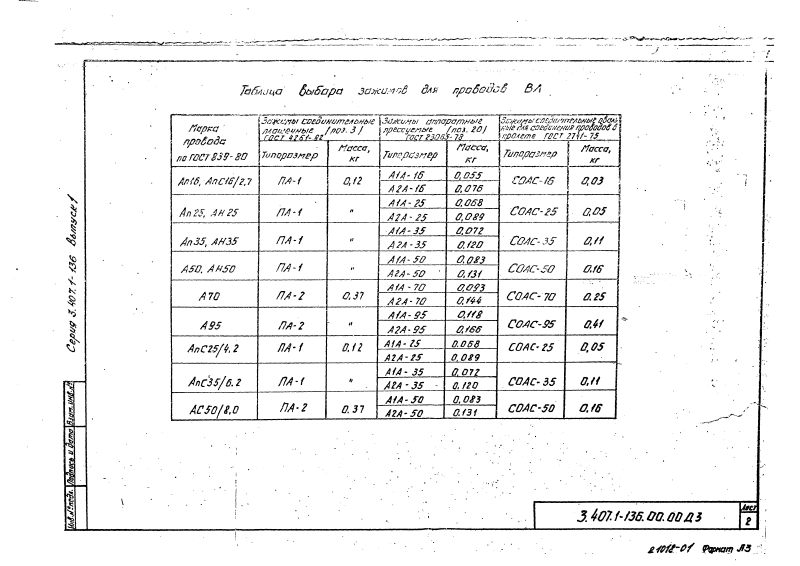 Таблица выбора зажимов для проводов ВЛ
Марка провода по ГОСТ 839-80
Зажимы соединительные плашечные (поз. 3) ГОСТ 4261-82
Зажимы аппаратные прессуемые (поз. 20) ГОСТ 23065-78
Зажимы соединительные овальные для соединения проводов в пролете ГОСТ 2741-75
Типоразмер Масса, кг Типоразмер Масса, кг Типоразмер Масса, кг
Ап16, АпС16/2,7 ПА-1 0,12 А1А-16 0,055 СОАС-16 0,03
А2А-16 0,076
Ап25, АН25 ПА-1 " А1А-25 0,068 СОАС-25 0,05
А2А-25 0,089
Ап35, АН35 ПА-1 " А1А-35 0,072 СОАС-35 0,11
А2А-35 0,120
А50, АН50 ПА-1 " А1А-50 0,083 СОАС-50 0,16
А2А-50 0,131
А70 ПА-2 0,37 А1А-70 0,093 СОАС-70 0,25
А2А-70 0,144
А95 ПА-2 " А1А-95 0,118 СОАС-95 0,41
А2А-95 0,166
АпС25/4,2 ПА-1 0,12 А1А-25 0.068 СОАС-25 0,05
А2А-25 0,089
АпС35/6,2 ПА-1 " А1А-35 0,072 СОАС-35 0,11
А2А-35 0,120
АС50/8,0 ПА-2 0,37 А1А-50 0,083 СОАС-50 0,16
А2А-50 0.131
Серия 3.407.1-136 Выпуск 1
Инв.№подл. Подпись и дата Взам.инв.№
3.407.1-136.00.00 Д3
Лист
2
21012-01 Формат А3